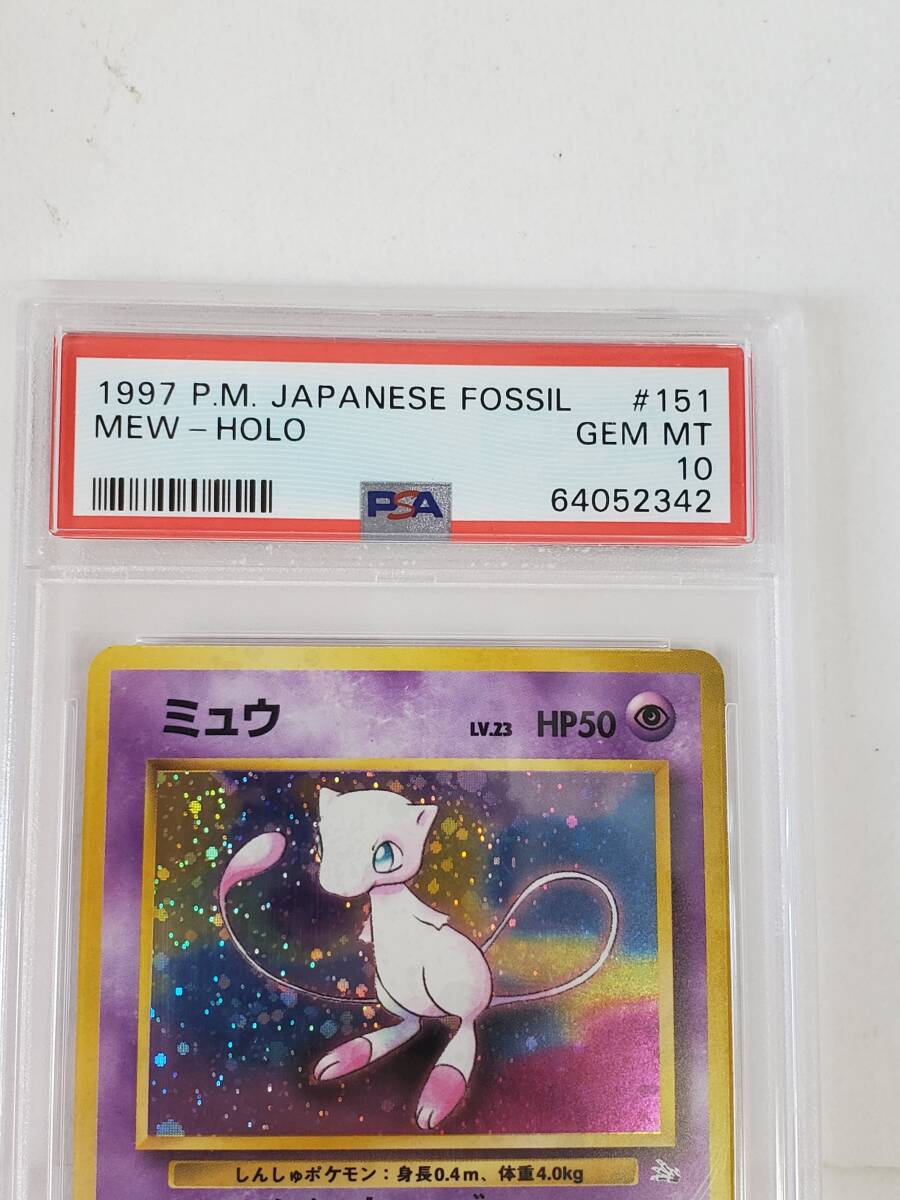 1997 P.M. JAPANESE FOSSIL #151
MEW – HOLO GEM MT
10
PSA 64052342
ミュウ LV.23 HP50
しんしゅポケモン：身長0.4m、体重4.0kg